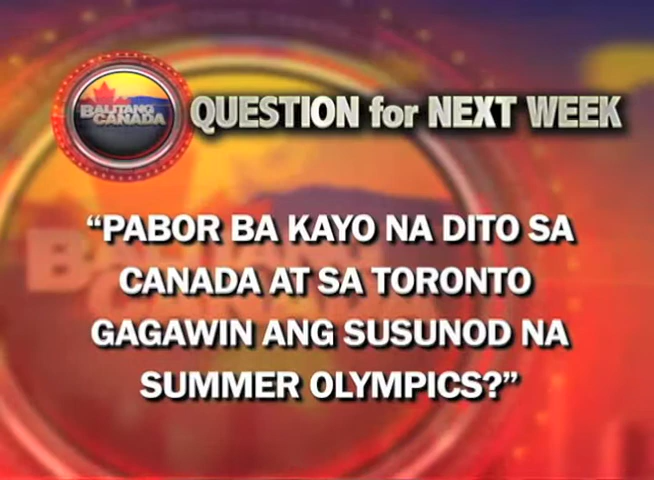 BALITANG
CANADA
QUESTION for NEXT WEEK
“PABOR BA KAYO NA DITO SA
CANADA AT SA TORONTO
GAGAWIN ANG SUSUNOD NA
SUMMER OLYMPICS?”